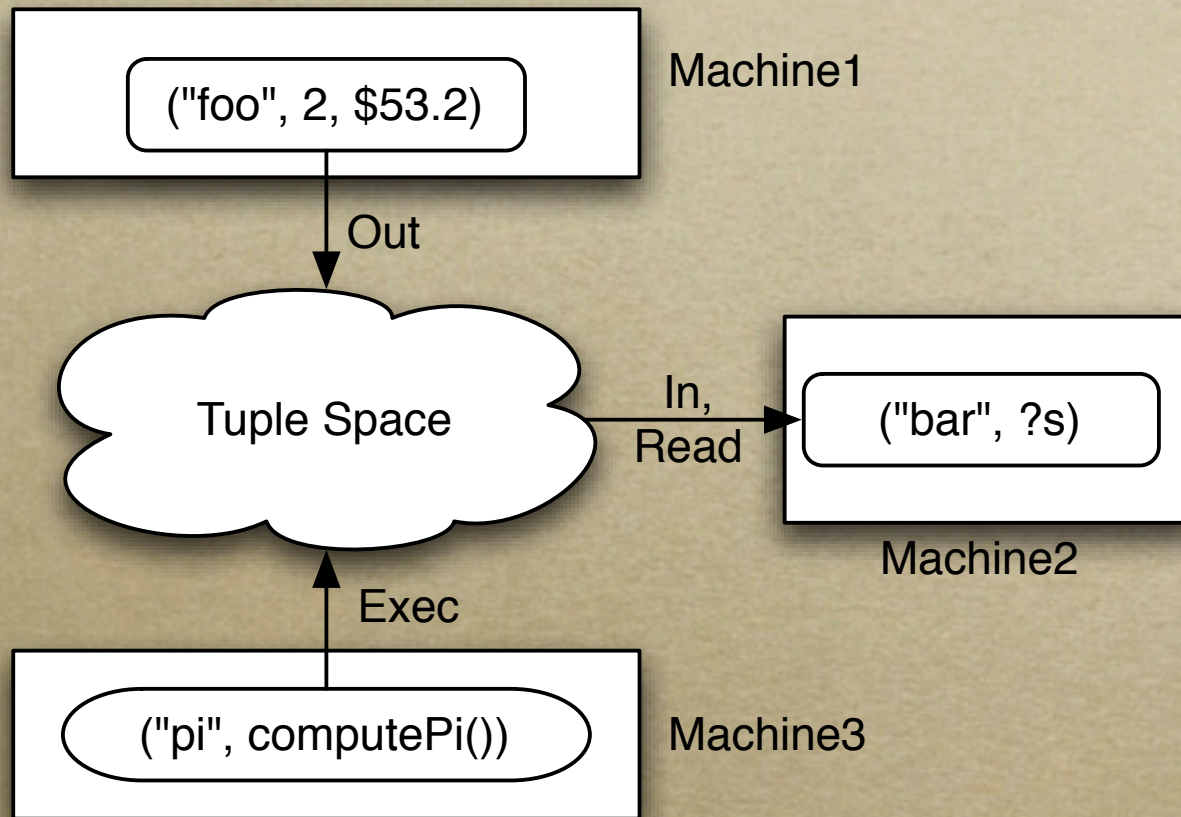 ("foo", 2, $53.2)
Machine1
Out
Tuple Space
In,
Read
("bar", ?s)
Machine2
Exec
("pi", computePi())
Machine3